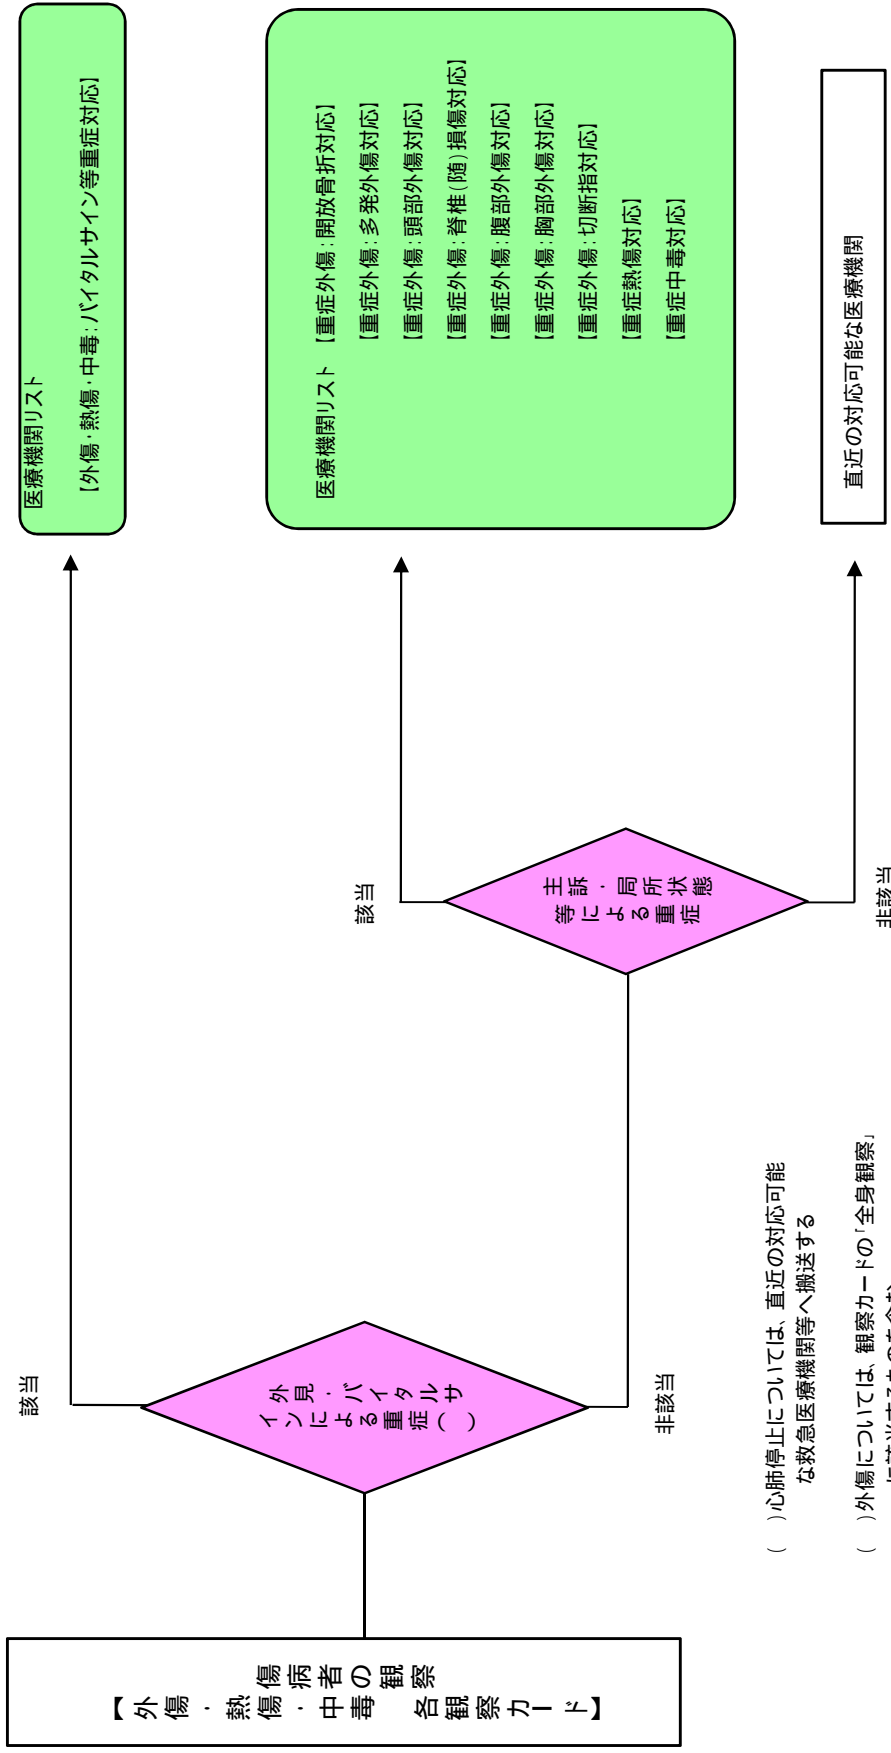 傷病者の観察
【外傷・熱傷・中毒　各観察カード】
外見・バイタルサ
インによる重症(　)
該当
非該当
医療機関リスト
【外傷・熱傷・中毒:バイタルサイン等重症対応】
主訴・局所状態
等による重症
該当
非該当
医療機関リスト 【重症外傷:開放骨折対応】
【重症外傷:多発外傷対応】
【重症外傷:頭部外傷対応】
【重症外傷:脊椎(随)損傷対応】
【重症外傷:腹部外傷対応】
【重症外傷:胸部外傷対応】
【重症外傷:切断指対応】
【重症熱傷対応】
【重症中毒対応】
直近の対応可能な医療機関
(　)心肺停止については、直近の対応可能
な救急医療機関等へ搬送する
(　)外傷については、観察カードの「全身観察」
に該当するものを含む